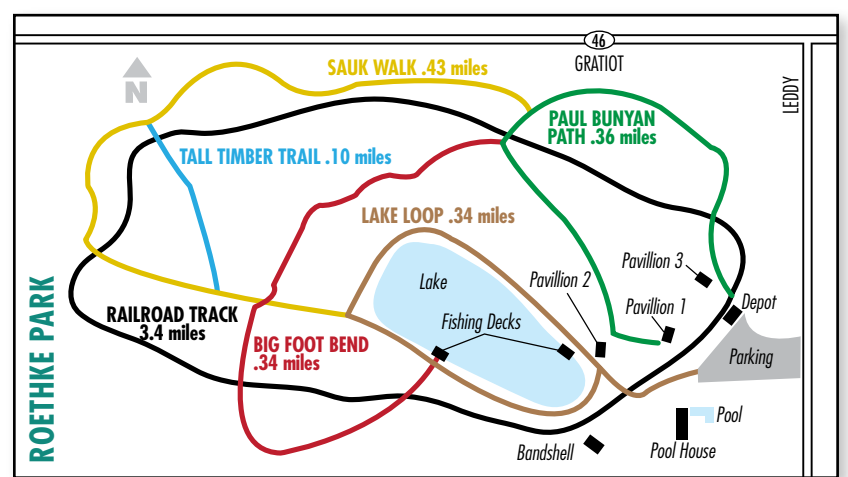 46
GRATIOT
SAUK WALK .43 miles
N
LEDDY
PAUL BUNYAN
PATH .36 miles
TALL TIMBER TRAIL .10 miles
LAKE LOOP .34 miles
Pavillion 3
Pavillion 2
Lake
Depot
Pavillion 1
RAILROAD TRACK
3.4 miles
Fishing Decks
BIG FOOT BEND
.34 miles
Parking
ROETHKE PARK
Pool
Bandshell
Pool House